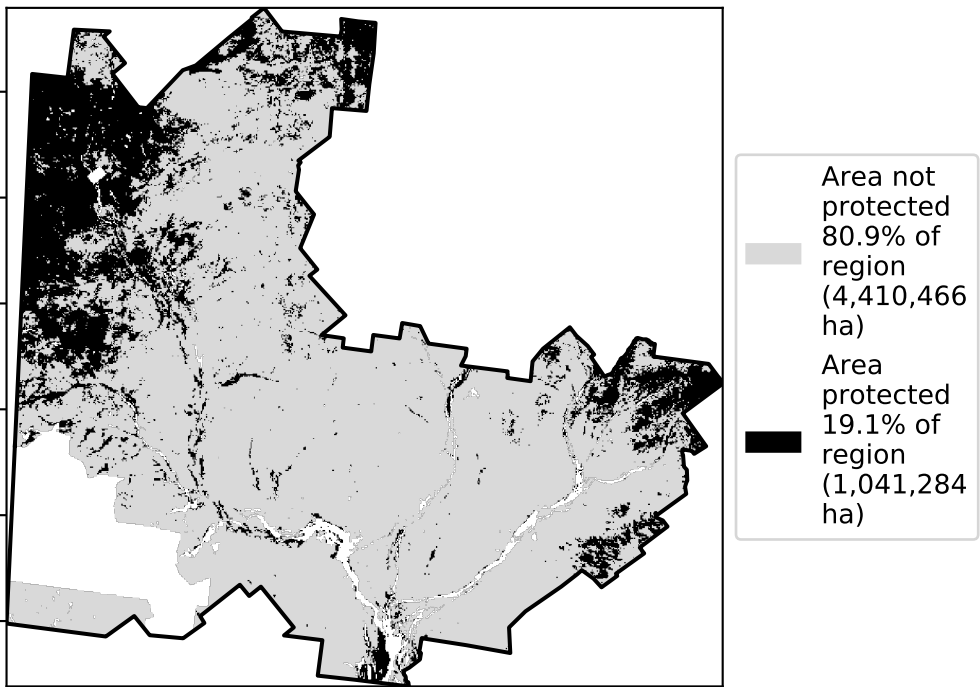 Area not
protected
80.9% of
region
(4,410,466
ha)
Area
protected
19.1% of
region
(1,041,284
ha)